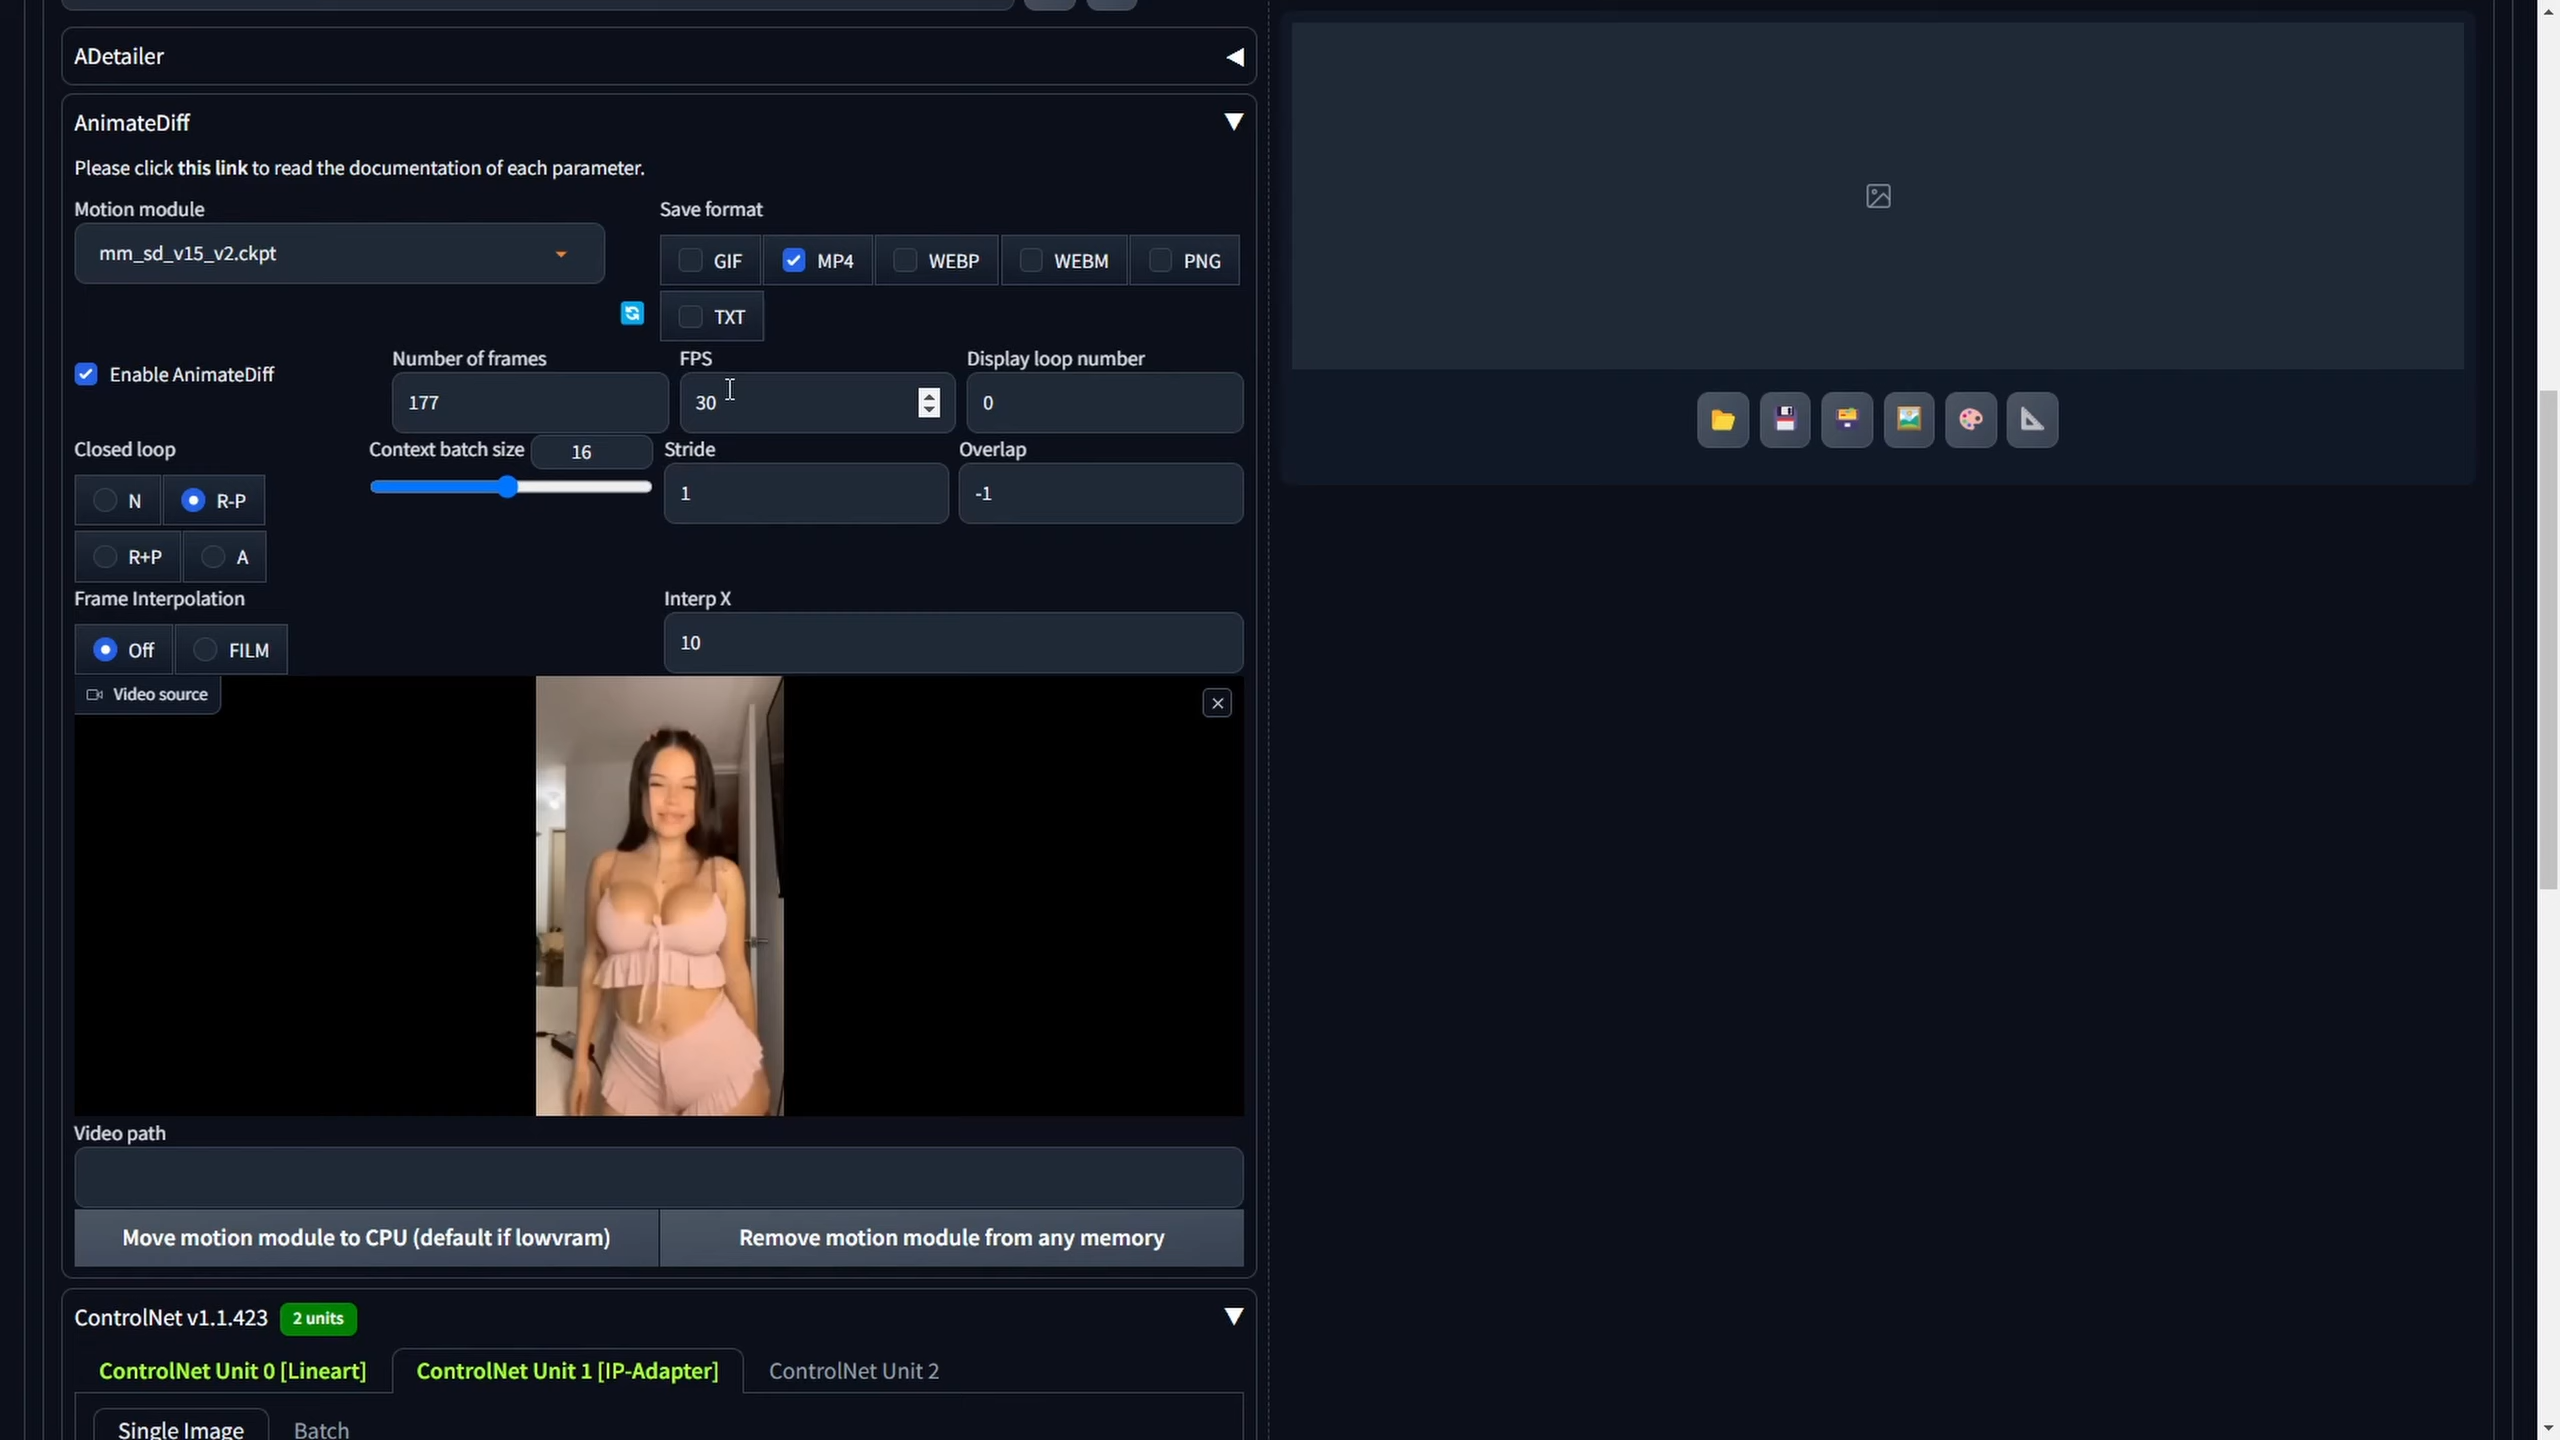 ADetailer
AnimateDiff
Please click this link to read the documentation of each parameter.
Motion module
Save format
mm_sd_v15_v2.ckpt
GIF
MP4
WEBP
WEBM
PNG
TXT
Enable AnimateDiff
Number of frames
FPS
Display loop number
177
30
0
Closed loop
Context batch size
16
Stride
Overlap
N
R-P
1
-1
R+P
A
Frame Interpolation
Interp X
Off
FILM
10
Video source
Video path
Move motion module to CPU (default if lowvram)
Remove motion module from any memory
ControlNet v1.1.423
2 units
ControlNet Unit 0 [Lineart]
ControlNet Unit 1 [IP-Adapter]
ControlNet Unit 2
Single Image
Batch